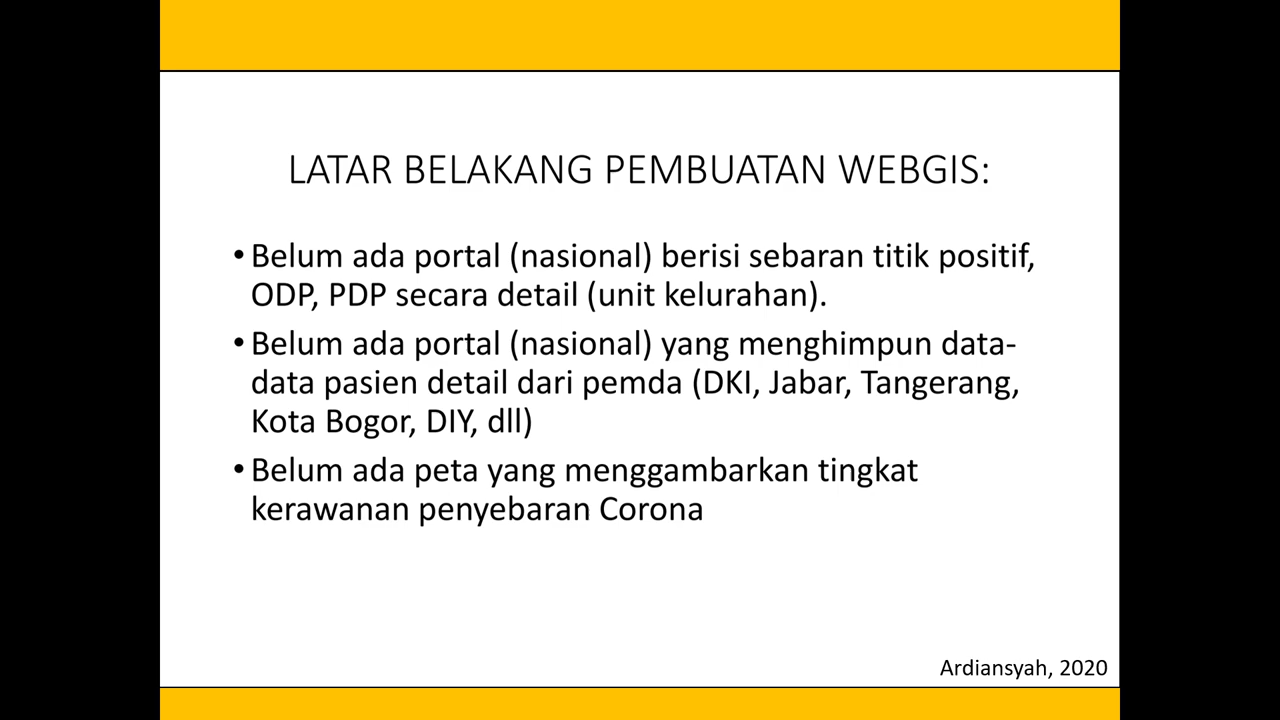 LATAR BELAKANG PEMBUATAN WEBGIS:
•Belum ada portal (nasional) berisi sebaran titik positif,
ODP, PDP secara detail (unit kelurahan).
•Belum ada portal (nasional) yang menghimpun data-
data pasien detail dari pemda (DKI, Jabar, Tangerang,
Kota Bogor, DIY, dll)
•Belum ada peta yang menggambarkan tingkat
kerawanan penyebaran Corona
Ardiansyah, 2020